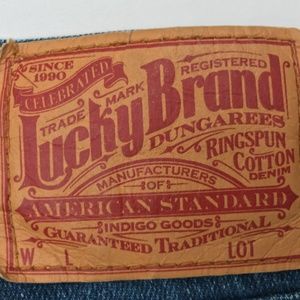 SINCE
1990
CELEBRATED
TRADE MARK REGISTERED
Lucky Brand
DUNGAREES
RINGSPUN
COTTON
DENIM
MANUFACTURERS
OF
AMERICAN STANDARD
INDIGO GOODS
GUARANTEED TRADITIONAL
W L LOT